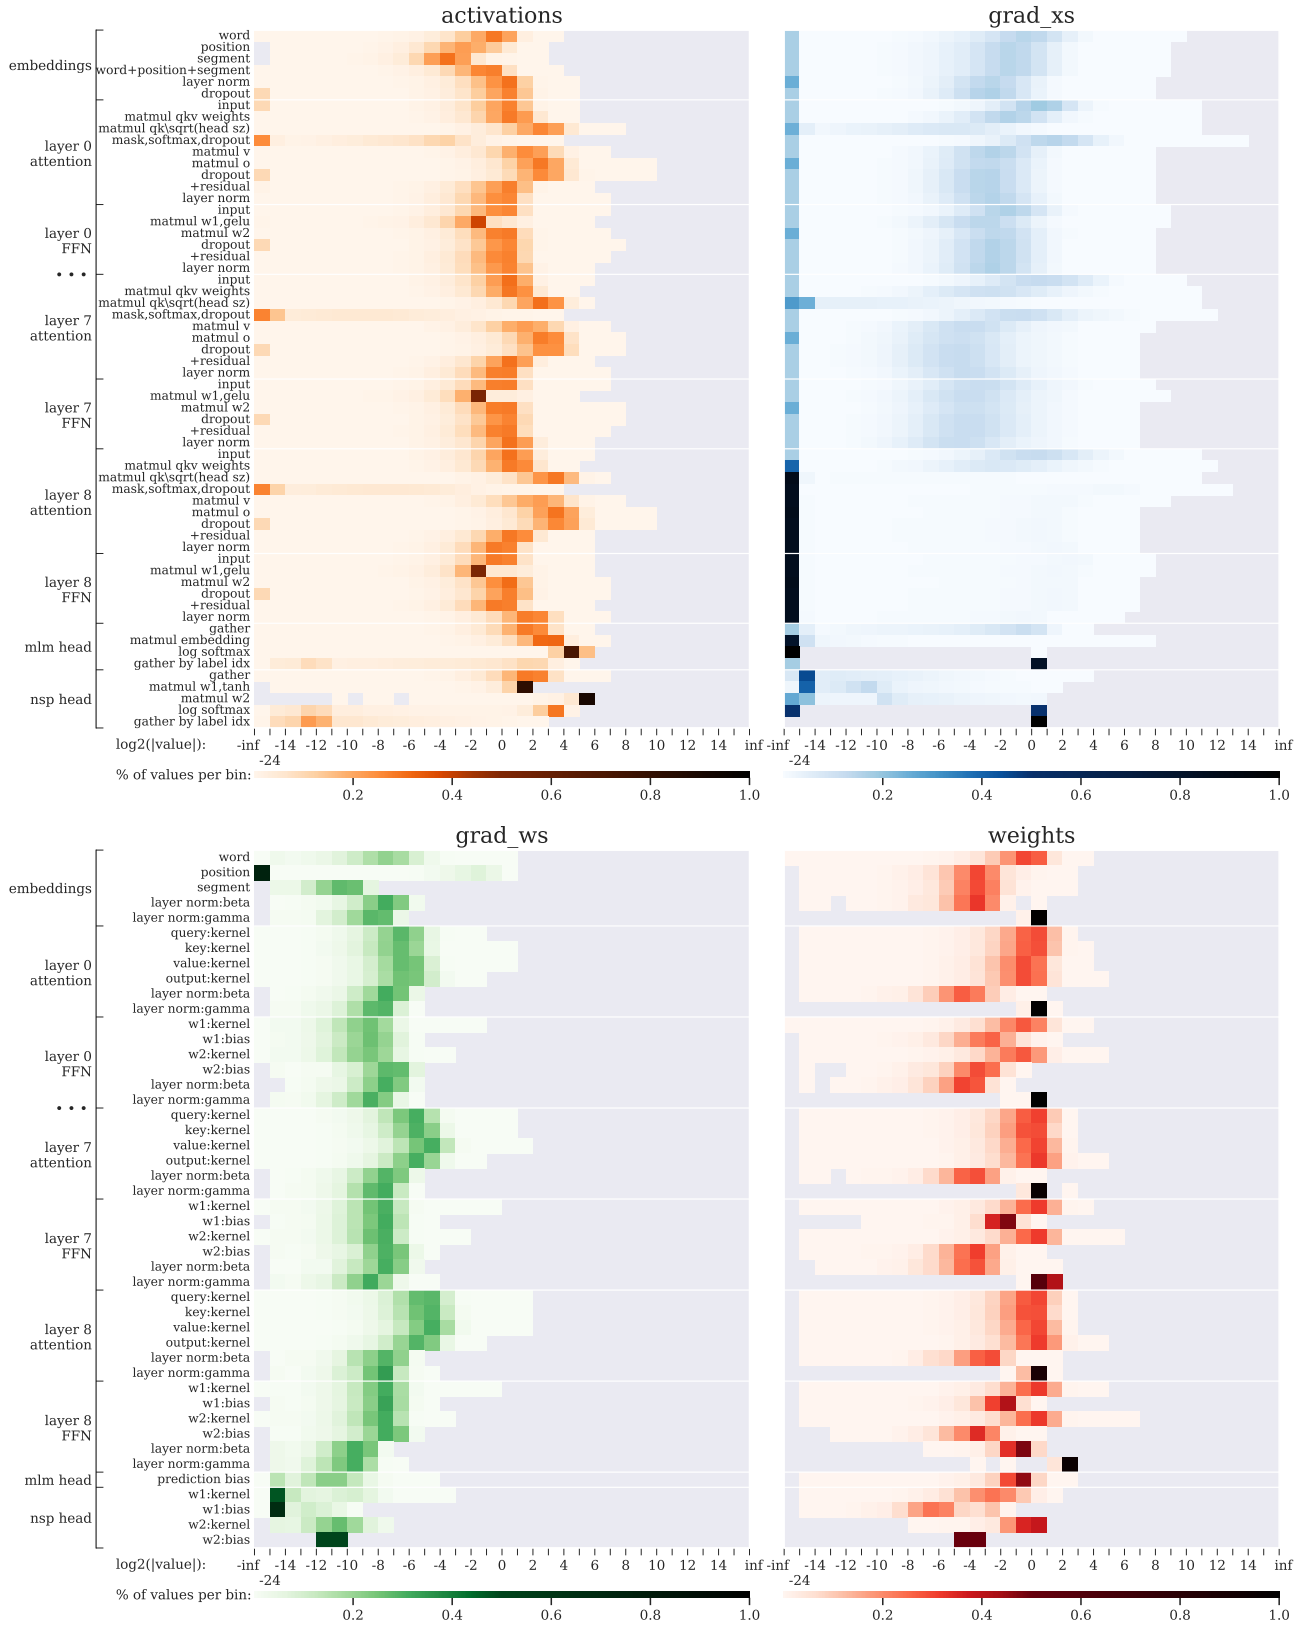 activations
grad_xs
embeddings
word
position
segment
word+position+segment
layer norm
dropout
layer 0
attention
input
matmul qkv weights
matmul qk\sqrt(head sz)
mask,softmax,dropout
matmul v
matmul o
dropout
+residual
layer norm
layer 0
FFN
input
matmul w1,gelu
matmul w2
dropout
+residual
layer norm
• • •
layer 7
attention
input
matmul qkv weights
matmul qk\sqrt(head sz)
mask,softmax,dropout
matmul v
matmul o
dropout
+residual
layer norm
layer 7
FFN
input
matmul w1,gelu
matmul w2
dropout
+residual
layer norm
layer 8
attention
input
matmul qkv weights
matmul qk\sqrt(head sz)
mask,softmax,dropout
matmul v
matmul o
dropout
+residual
layer norm
layer 8
FFN
input
matmul w1,gelu
matmul w2
dropout
+residual
layer norm
mlm head
gather
matmul embedding
log softmax
gather by label idx
nsp head
gather
matmul w1,tanh
matmul w2
log softmax
gather by label idx
log2(|value|): -inf -14 -12 -10 -8 -6 -4 -2 0 2 4 6 8 10 12 14 inf -inf -14 -12 -10 -8 -6 -4 -2 0 2 4 6 8 10 12 14 inf
-24 -24
% of values per bin:
0.2 0.4 0.6 0.8 1.0 0.2 0.4 0.6 0.8 1.0
grad_ws
weights
embeddings
word
position
segment
layer norm:beta
layer norm:gamma
layer 0
attention
query:kernel
key:kernel
value:kernel
output:kernel
layer norm:beta
layer norm:gamma
layer 0
FFN
w1:kernel
w1:bias
w2:kernel
w2:bias
layer norm:beta
layer norm:gamma
• • •
layer 7
attention
query:kernel
key:kernel
value:kernel
output:kernel
layer norm:beta
layer norm:gamma
layer 7
FFN
w1:kernel
w1:bias
w2:kernel
w2:bias
layer norm:beta
layer norm:gamma
layer 8
attention
query:kernel
key:kernel
value:kernel
output:kernel
layer norm:beta
layer norm:gamma
layer 8
FFN
w1:kernel
w1:bias
w2:kernel
w2:bias
layer norm:beta
layer norm:gamma
mlm head
prediction bias
nsp head
w1:kernel
w1:bias
w2:kernel
w2:bias
log2(|value|): -inf -14 -12 -10 -8 -6 -4 -2 0 2 4 6 8 10 12 14 inf -inf -14 -12 -10 -8 -6 -4 -2 0 2 4 6 8 10 12 14 inf
-24 -24
% of values per bin:
0.2 0.4 0.6 0.8 1.0 0.2 0.4 0.6 0.8 1.0